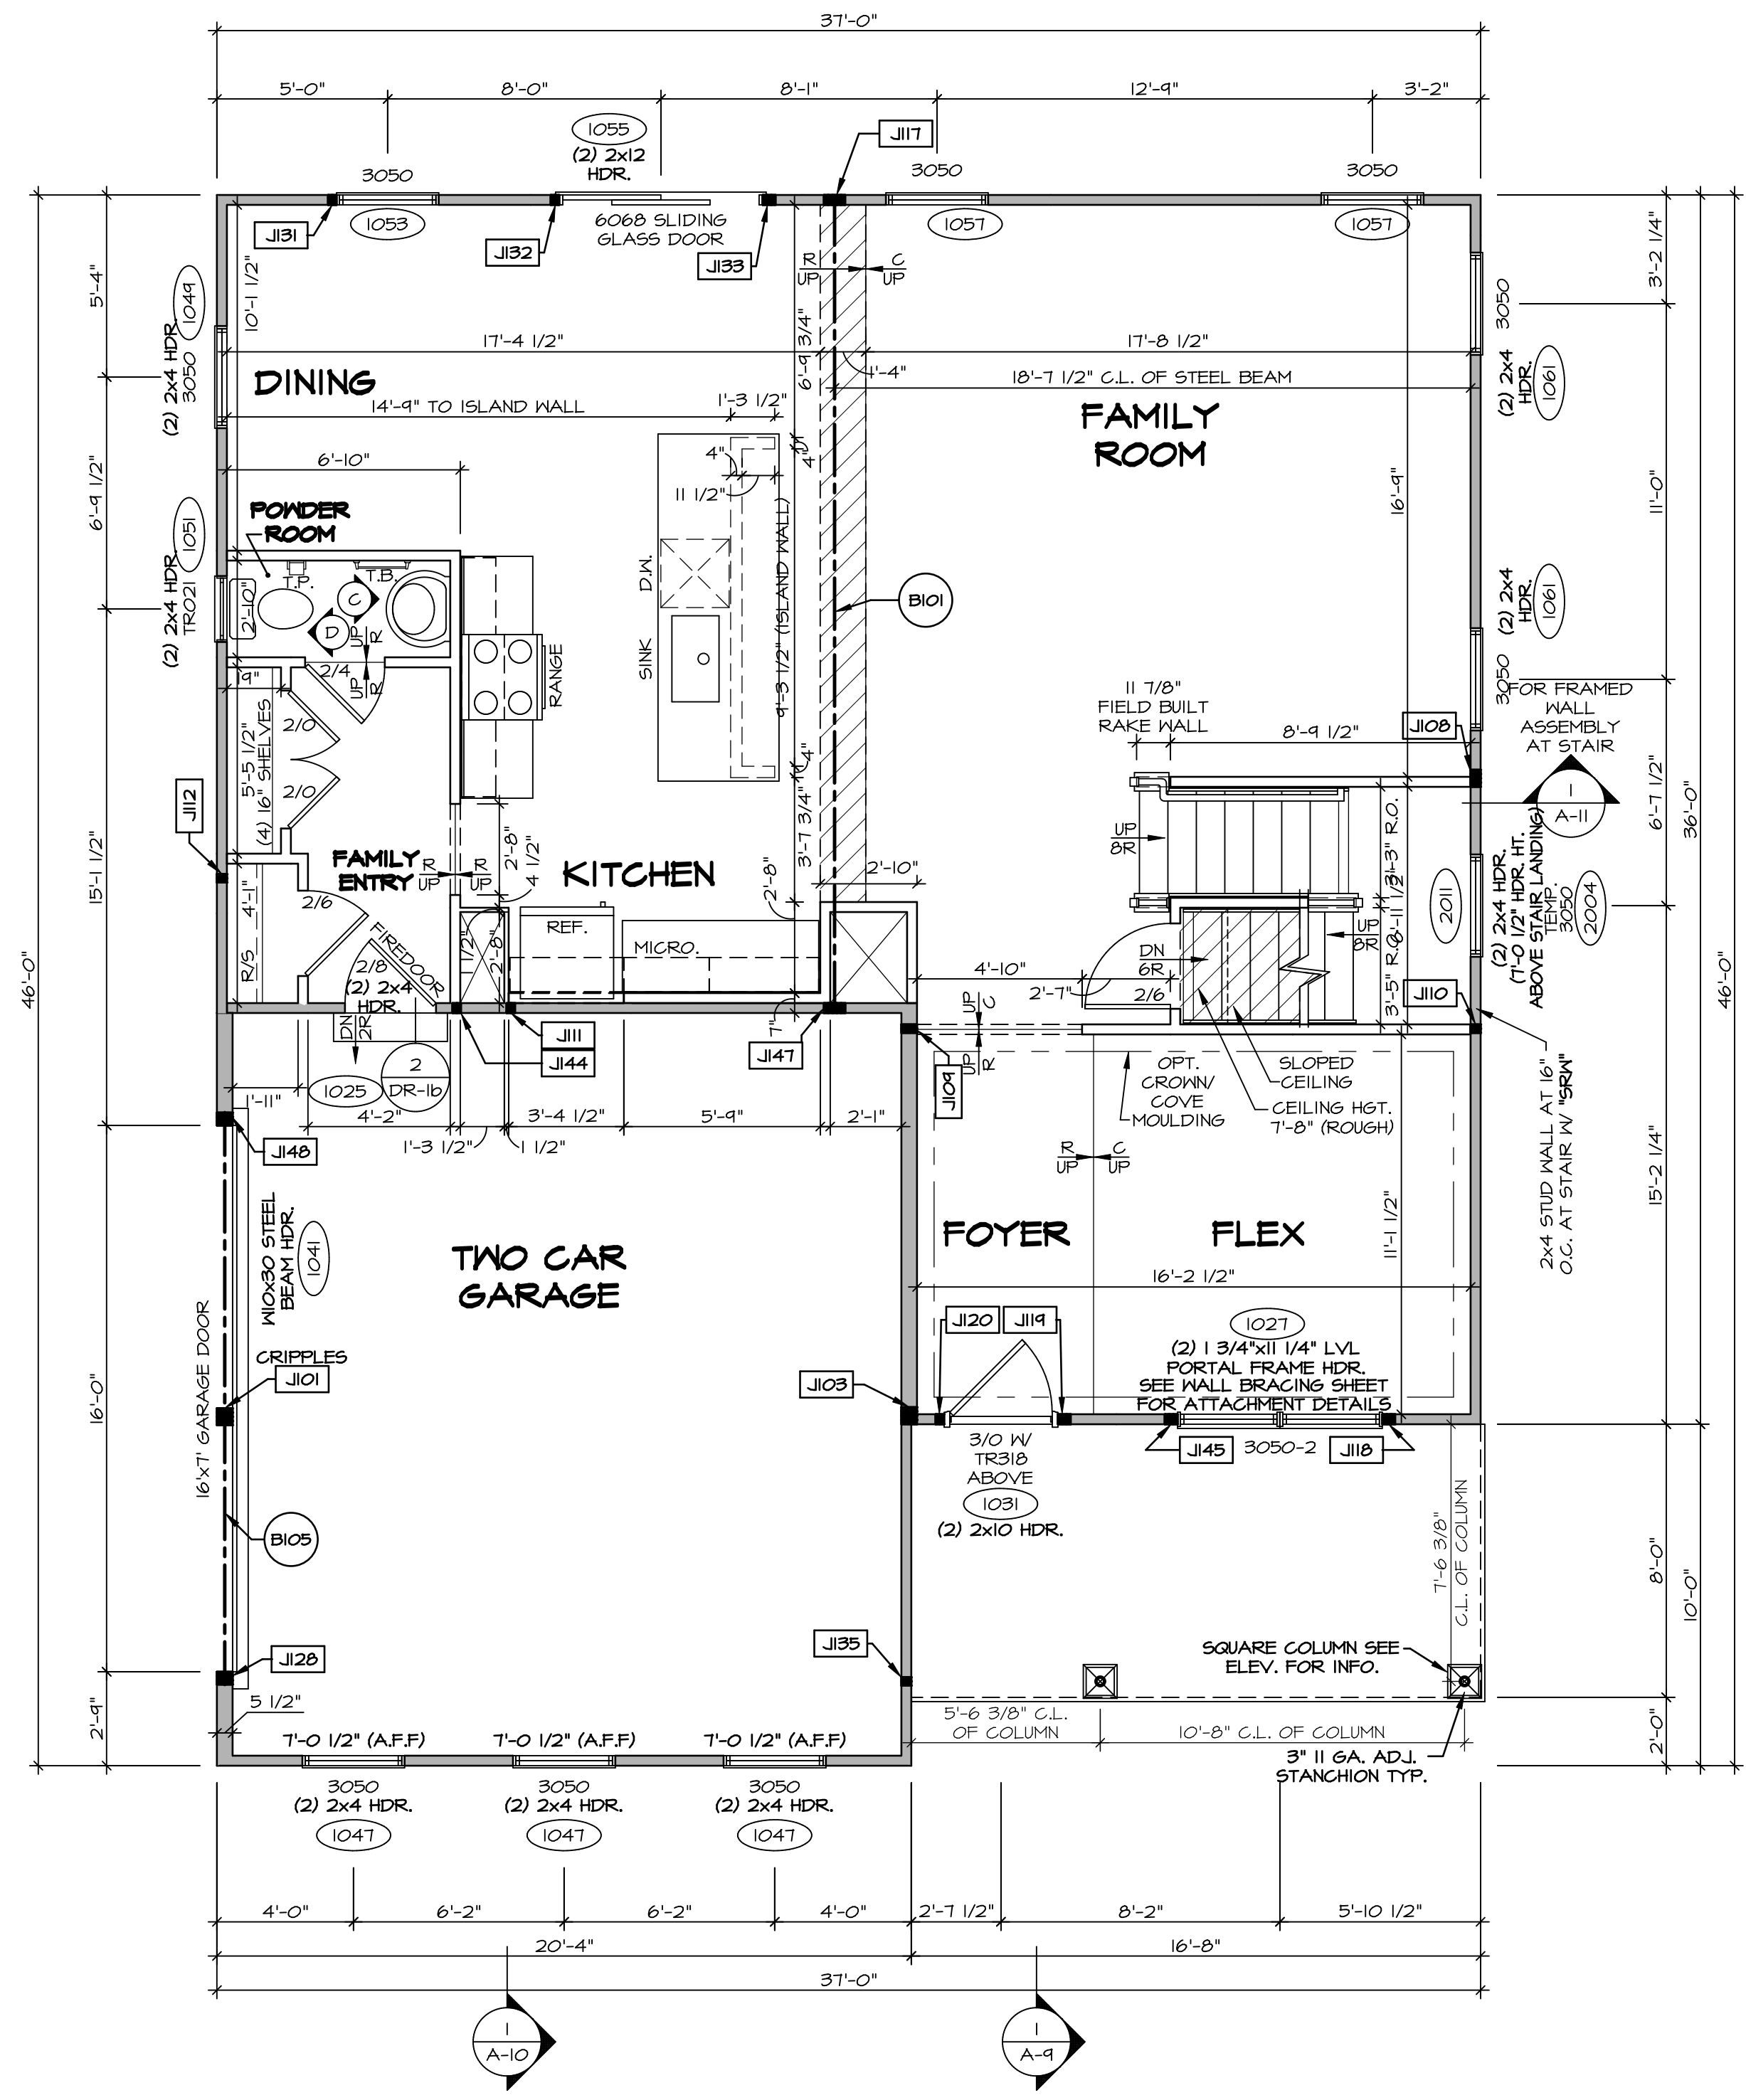 37'-0"
5'-0"
8'-0"
8'-1"
12'-9"
3'-2"
1055
(2) 2x12
HDR.
J117
3050
3050
3050
J131
1053
J132
6068 SLIDING
GLASS DOOR
J133
1057
1057
R
UP
C
UP
5'-4"
1049
(2) 2x4 HDR.
3050
10'-1 1/2"
17'-4 1/2"
6'-9 3/4"
17'-8 1/2"
1'-4"
18'-7 1/2" C.L. OF STEEL BEAM
DINING
14'-9" TO ISLAND WALL
1'-3 1/2"
FAMILY
ROOM
3'-2 1/4"
3050
(2) 2x4
HDR.
1061
6'-10"
4"
4"
11 1/2"
16'-9"
11'-0"
6'-9 1/2"
1051
(2) 2x4 HDR.
TR021
POWDER
ROOM
T.P.
T.B.
2'-10"
C
D
UP
R
UP
R
2/4
D.W.
SINK
9'-3 1/2" (ISLAND WALL)
B101
RANGE
(2) 2x4
HDR.
1061
3050
19"
5'-5 1/2"
(4) 16" SHELVES
2/0
2/0
11 7/8"
FIELD BUILT
RAKE WALL
8'-9 1/2"
J108
FOR FRAMED
WALL
ASSEMBLY
AT STAIR
1
A-11
J112
4"
3'-7 3/4"
2'-8"
4 1/2"
FAMILY
ENTRY
R
UP
R
UP
KITCHEN
2'-8"
2'-10"
UP
8R
3'-3" R.O.
6'-11 1/2"
6'-7 1/2"
36'-0"
46'-0"
46'-0"
15'-1 1/2"
4'-1"
R/S
2/6
FIREDOOR
2/8
(2) 2x4
HDR.
1 1/2"
2'-8"
REF.
MICRO.
4'-10"
2'-7"
DN
6R
2/6
UP
8R
3'-5" R.O.
2011
(2) 2x4 HDR.
(7'-0 1/2" HDR. HT.
ABOVE STAIR LANDING)
TEMP.
3050
2004
J110
DN
2R
2
DR-1b
1025
J111
J144
J147
7"
UP
C
UP
R
J109
OPT.
CROWN/
COVE
MOULDING
SLOPED
CEILING
CEILING HGT.
7'-8" (ROUGH)
2x4 STUD WALL AT 16"
O.C. AT STAIR W/ "SRW"
1'-11"
4'-2"
1'-3 1/2"
1 1/2"
3'-4 1/2"
5'-9"
2'-1"
J148
R
UP
C
UP
15'-2 1/4"
W10x30 STEEL
BEAM HDR.
1041
TWO CAR
GARAGE
FOYER
FLEX
11'-1 1/2"
16'-2 1/2"
16'x7' GARAGE DOOR
16'-0"
CRIPPLES
J101
J120
J119
1027
(2) 1 3/4"x11 1/4" LVL
PORTAL FRAME HDR.
SEE WALL BRACING SHEET
FOR ATTACHMENT DETAILS
J103
3/0 W/
TR318
ABOVE
1031
(2) 2x10 HDR.
J145
3050-2
J118
B105
7'-6 3/8"
C.L. OF COLUMN
8'-0"
10'-0"
J128
J135
SQUARE COLUMN SEE
ELEV. FOR INFO.
2'-9"
5 1/2"
7'-0 1/2" (A.F.F)
7'-0 1/2" (A.F.F)
7'-0 1/2" (A.F.F)
5'-6 3/8" C.L.
OF COLUMN
10'-8" C.L. OF COLUMN
3" 11 GA. ADJ.
STANCHION TYP.
2'-0"
3050
(2) 2x4 HDR.
1047
3050
(2) 2x4 HDR.
1047
3050
(2) 2x4 HDR.
1047
4'-0"
6'-2"
6'-2"
4'-0"
2'-7 1/2"
8'-2"
5'-10 1/2"
20'-4"
16'-8"
37'-0"
1
A-10
1
A-9